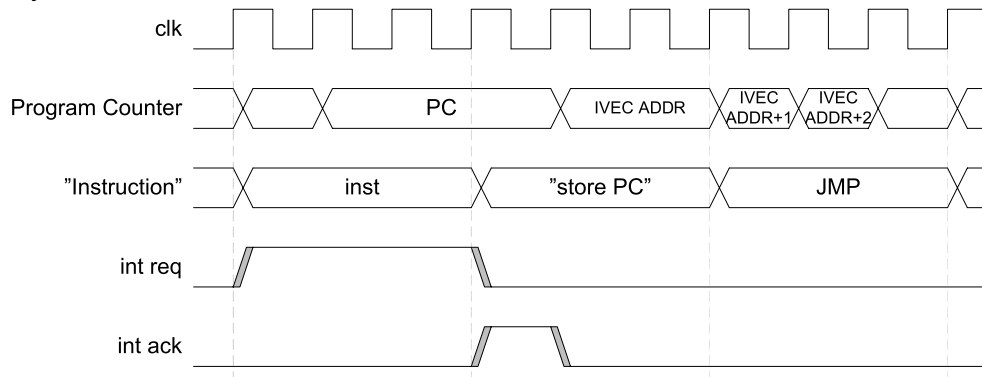 clk
Program Counter
PC
IVEC ADDR
IVEC
ADDR+1
IVEC
ADDR+2
”Instruction”
inst
”store PC”
JMP
int req
int ack